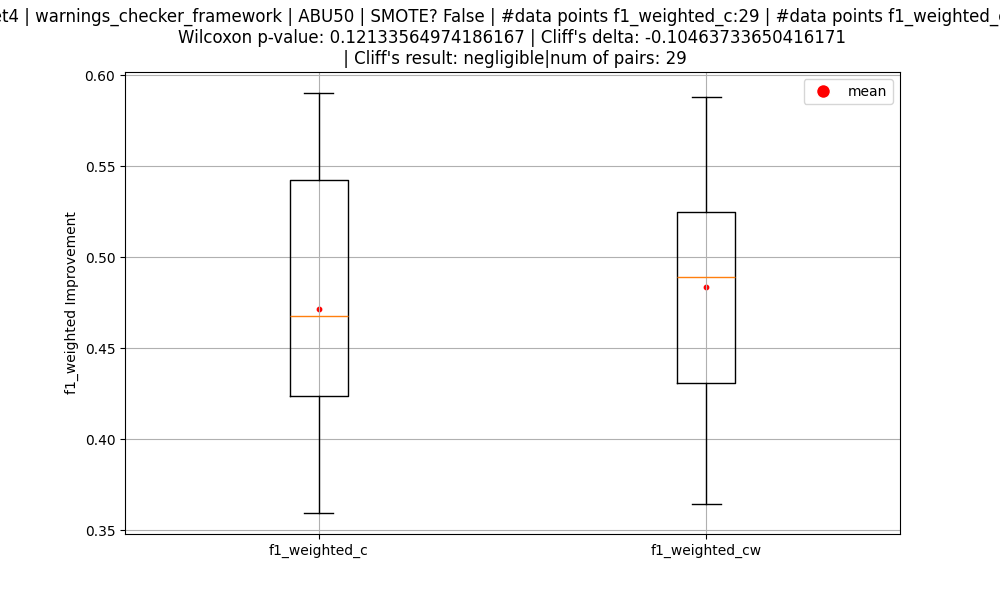 | warnings_checker_framework | ABU50 | SMOTE? False | #data points f1_weighted_c:29 | #data points
Wilcoxon p-value: 0.12133564974186167 | Cliff's delta: -0.10463733650416171
| Cliff's result: negligible|num of pairs: 29
mean
0.60
0.55
0.50
0.45
0.40
0.35
f1_weighted Improvement
f1_weighted_c
f1_weighted_cw